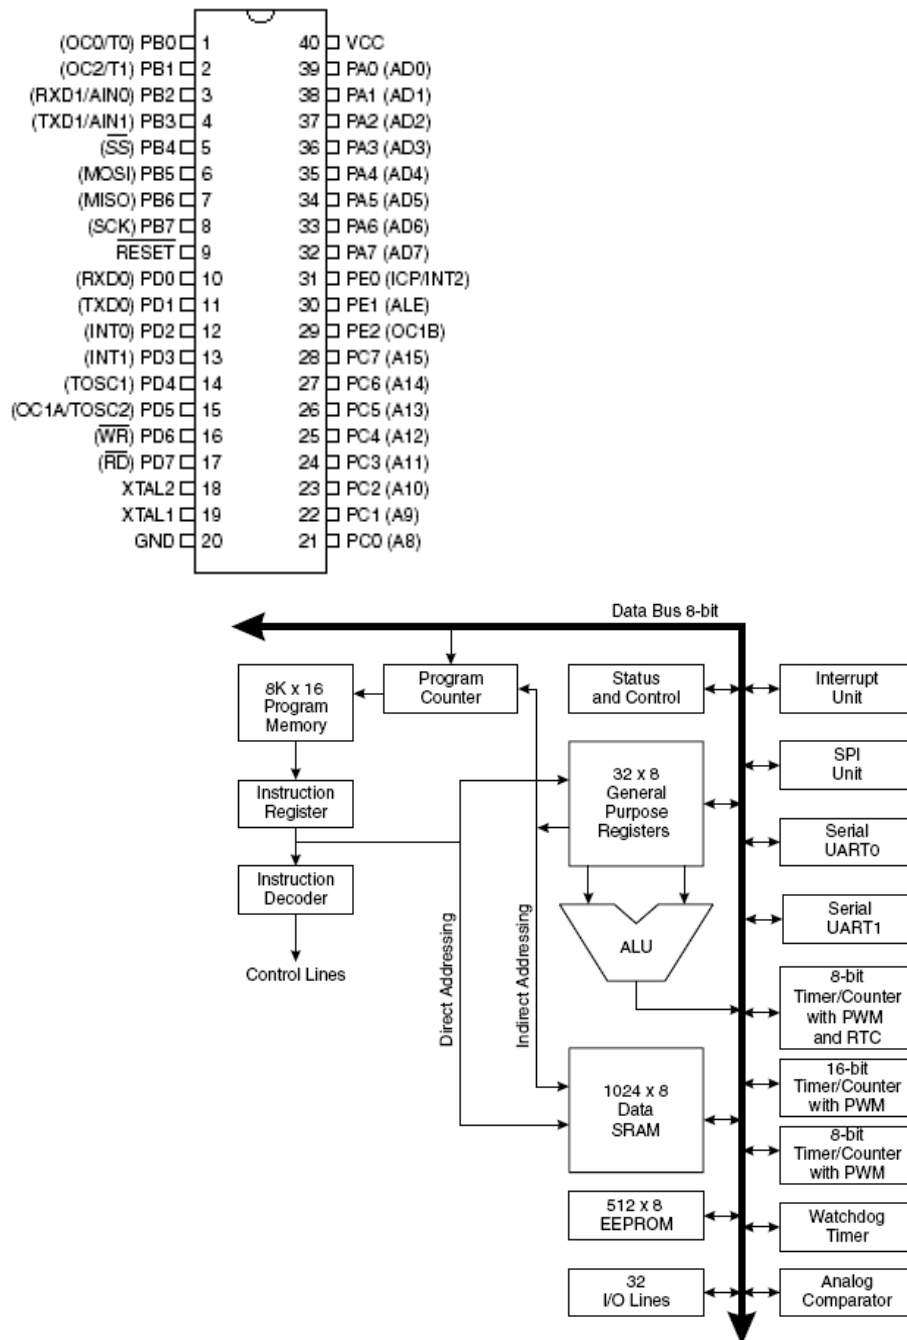 (OC0/T0) PB0 1 40 VCC
(OC2/T1) PB1 2 39 PA0 (AD0)
(RXD1/AIN0) PB2 3 38 PA1 (AD1)
(TXD1/AIN1) PB3 4 37 PA2 (AD2)
(S̅S̅) PB4 5 36 PA3 (AD3)
(MOSI) PB5 6 35 PA4 (AD4)
(MISO) PB6 7 34 PA5 (AD5)
(SCK) PB7 8 33 PA6 (AD6)
R̅E̅S̅E̅T̅ 9 32 PA7 (AD7)
(RXD0) PD0 10 31 PE0 (ICP/INT2)
(TXD0) PD1 11 30 PE1 (ALE)
(INT0) PD2 12 29 PE2 (OC1B)
(INT1) PD3 13 28 PC7 (A15)
(TOSC1) PD4 14 27 PC6 (A14)
(OC1A/TOSC2) PD5 15 26 PC5 (A13)
(W̅R̅) PD6 16 25 PC4 (A12)
(R̅D̅) PD7 17 24 PC3 (A11)
XTAL2 18 23 PC2 (A10)
XTAL1 19 22 PC1 (A9)
GND 20 21 PC0 (A8)
Data Bus 8-bit
8K x 16
Program
Memory
Program
Counter
Status
and Control
Interrupt
Unit
Instruction
Register
32 x 8
General
Purpose
Registers
SPI
Unit
Serial
UART0
Instruction
Decoder
Serial
UART1
ALU
Control Lines
Direct Addressing
Indirect Addressing
8-bit
Timer/Counter
with PWM
and RTC
1024 x 8
Data
SRAM
16-bit
Timer/Counter
with PWM
8-bit
Timer/Counter
with PWM
512 x 8
EEPROM
Watchdog
Timer
32
I/O Lines
Analog
Comparator